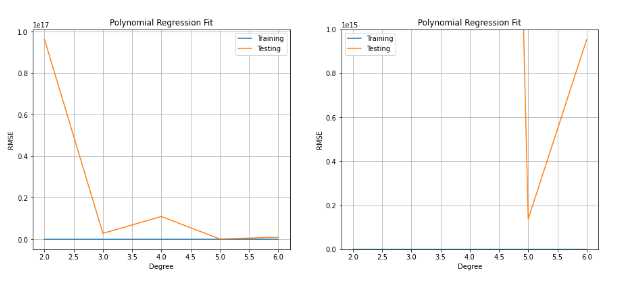 Polynomial Regression Fit
1e17
Training
Testing
1.0
0.8
0.6
0.4
0.2
0.0
RMSE
2.0 2.5 3.0 3.5 4.0 4.5 5.0 5.5 6.0
Degree
Polynomial Regression Fit
1e15
Training
Testing
1.0
0.8
0.6
0.4
0.2
0.0
RMSE
2.0 2.5 3.0 3.5 4.0 4.5 5.0 5.5 6.0
Degree